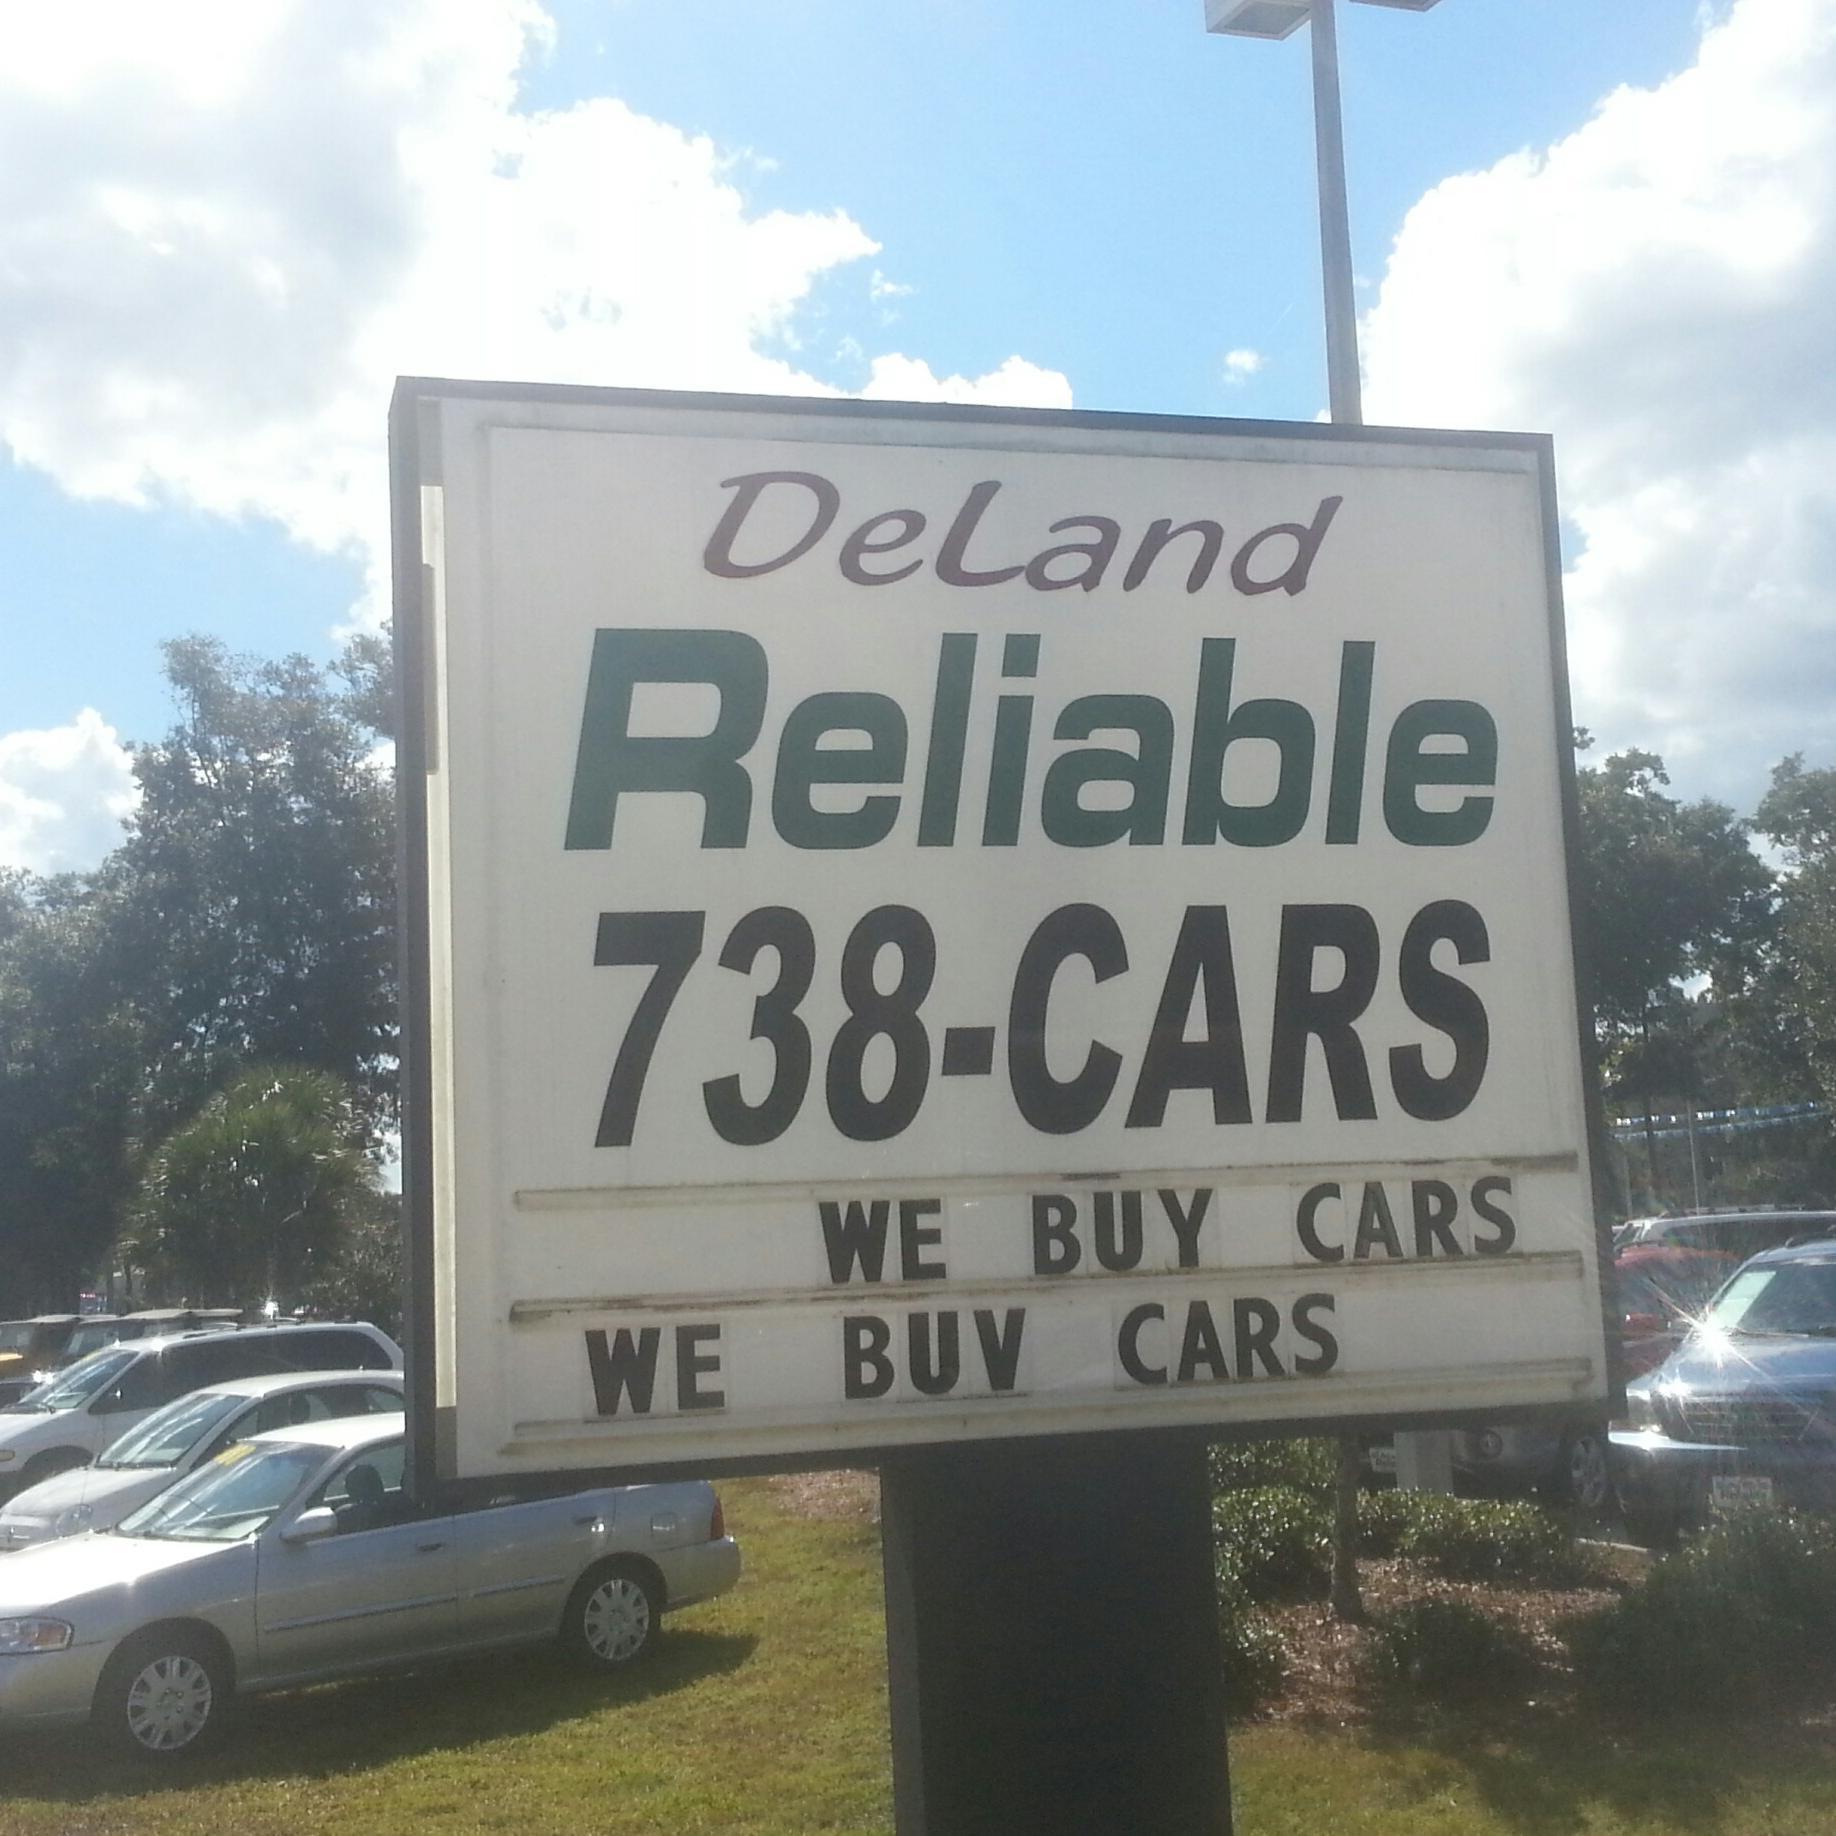 DeLand
Reliable
738-CARS
WE BUY CARS
WE BUV CARS